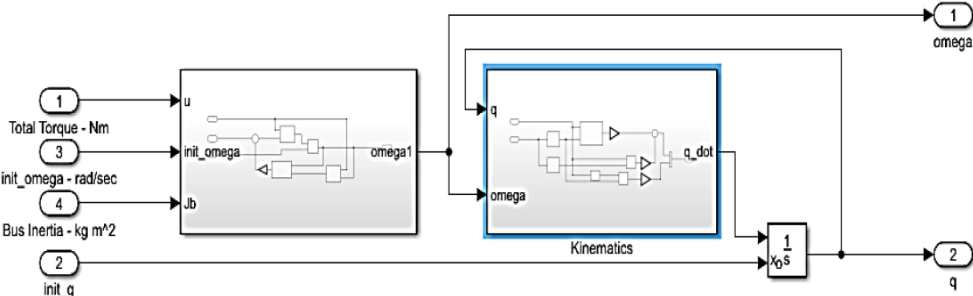 1
omega
1
Total Torque - Nm
u
3
init_omega - rad/sec
init_omega
omega1
4
Bus Inertia - kg m^2
Jb
q
omega
q_dot
Kinematics
2
init_q
1
x0 s
2
q